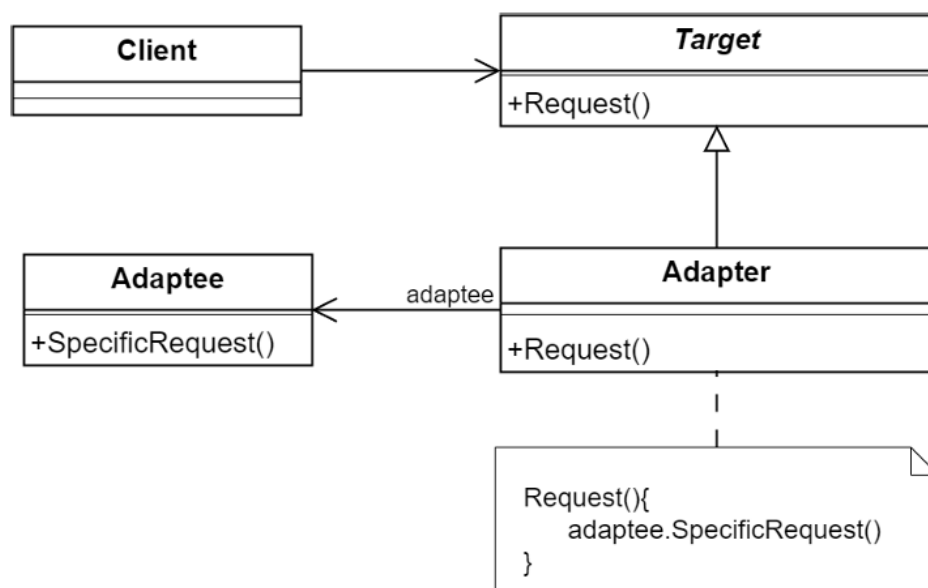 Client
Target
+Request()
Adaptee
+SpecificRequest()
adaptee
Adapter
+Request()
Request(){
adaptee.SpecificRequest()
}